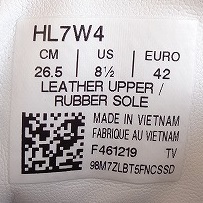 HL7W4
CM US EURO
26.5 8½ 42
LEATHER UPPER /
RUBBER SOLE
MADE IN VIETNAM
FABRIQUE AU VIETNAM
F461219 TV
98M7ZLBT5FNCSSD